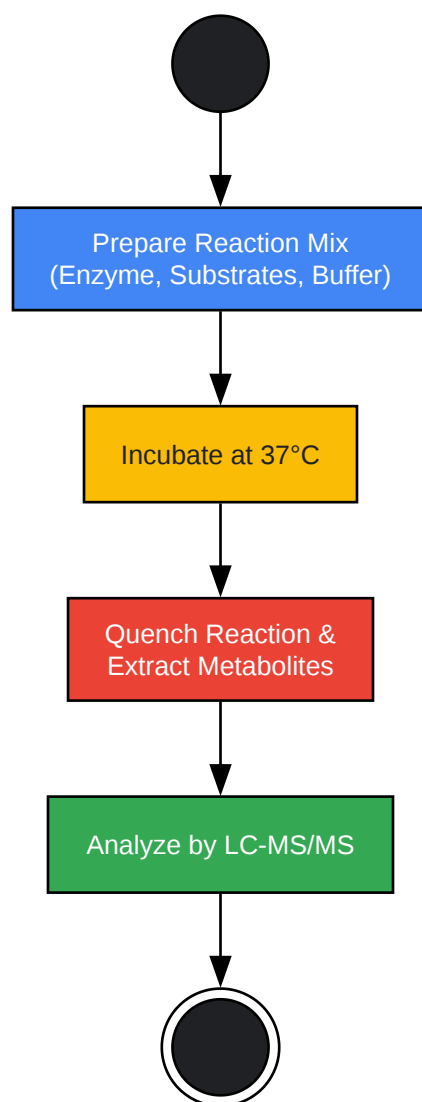 Prepare Reaction Mix
(Enzyme, Substrates, Buffer)
Incubate at 37°C
Quench Reaction &
Extract Metabolites
Analyze by LC-MS/MS